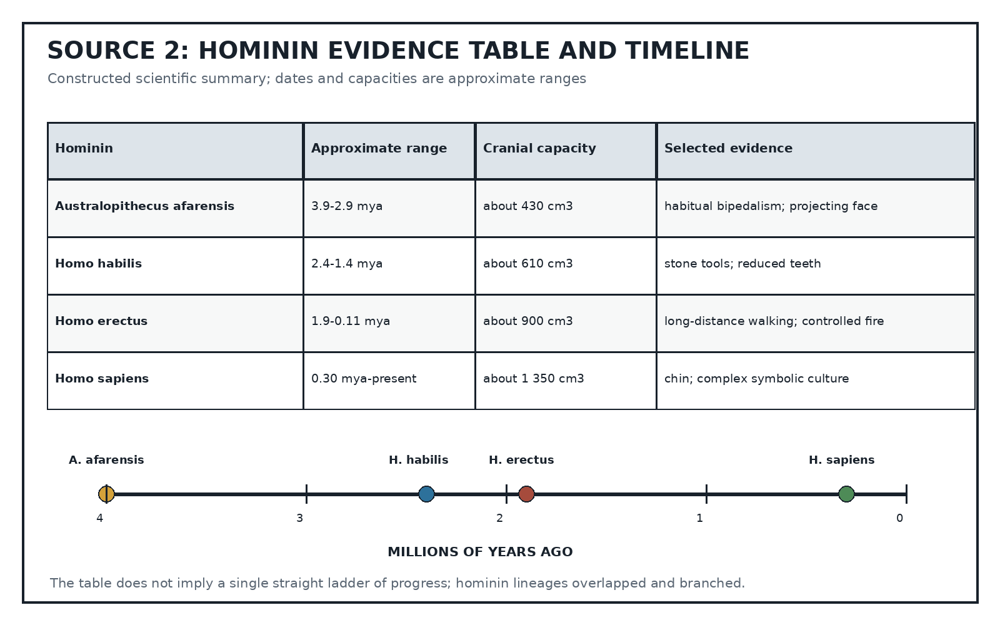 SOURCE 2: HOMININ EVIDENCE TABLE AND TIMELINE
Constructed scientific summary; dates and capacities are approximate ranges
Hominin Approximate range Cranial capacity Selected evidence
Australopithecus afarensis 3.9-2.9 mya about 430 cm3 habitual bipedalism; projecting face
Homo habilis 2.4-1.4 mya about 610 cm3 stone tools; reduced teeth
Homo erectus 1.9-0.11 mya about 900 cm3 long-distance walking; controlled fire
Homo sapiens 0.30 mya-present about 1 350 cm3 chin; complex symbolic culture
A. afarensis H. habilis H. erectus H. sapiens
4 3 2 1 0
MILLIONS OF YEARS AGO
The table does not imply a single straight ladder of progress; hominin lineages overlapped and branched.